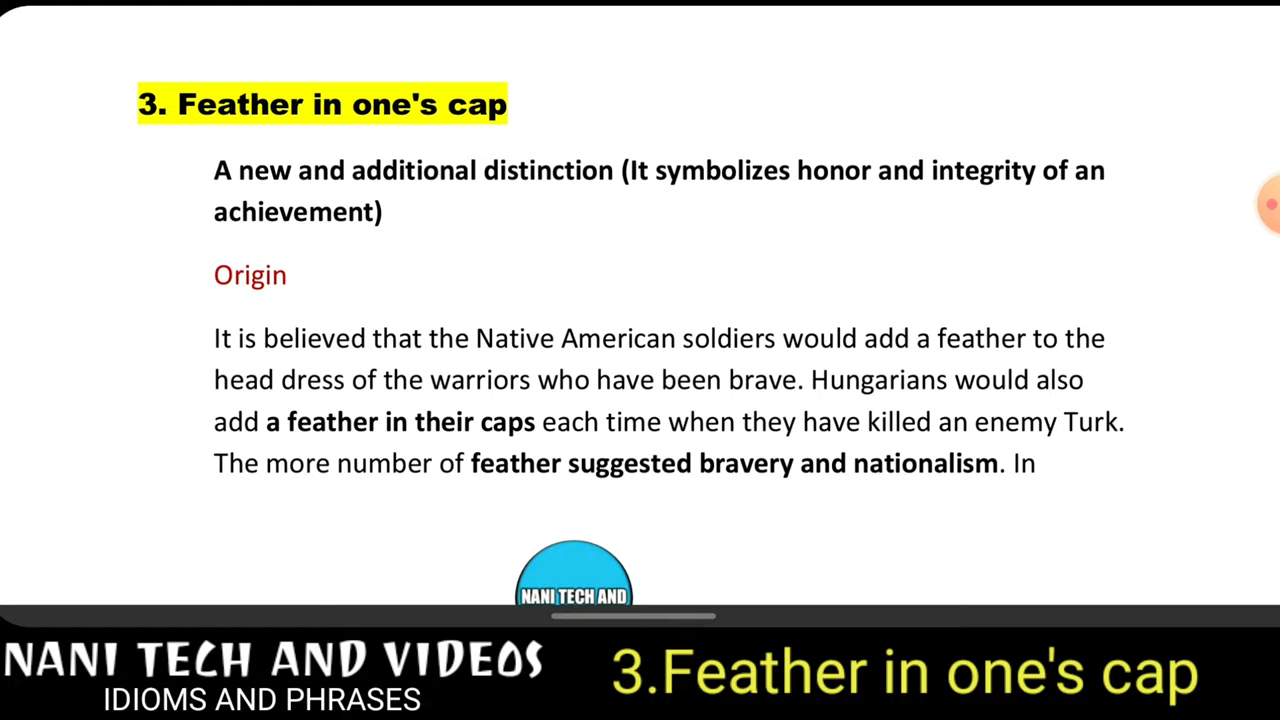 3. Feather in one's cap
A new and additional distinction (It symbolizes honor and integrity of an
achievement)
Origin
It is believed that the Native American soldiers would add a feather to the
head dress of the warriors who have been brave. Hungarians would also
add a feather in their caps each time when they have killed an enemy Turk.
The more number of feather suggested bravery and nationalism. In
NANI TECH AND
NANI TECH AND VIDEOS
IDIOMS AND PHRASES
3.Feather in one's cap